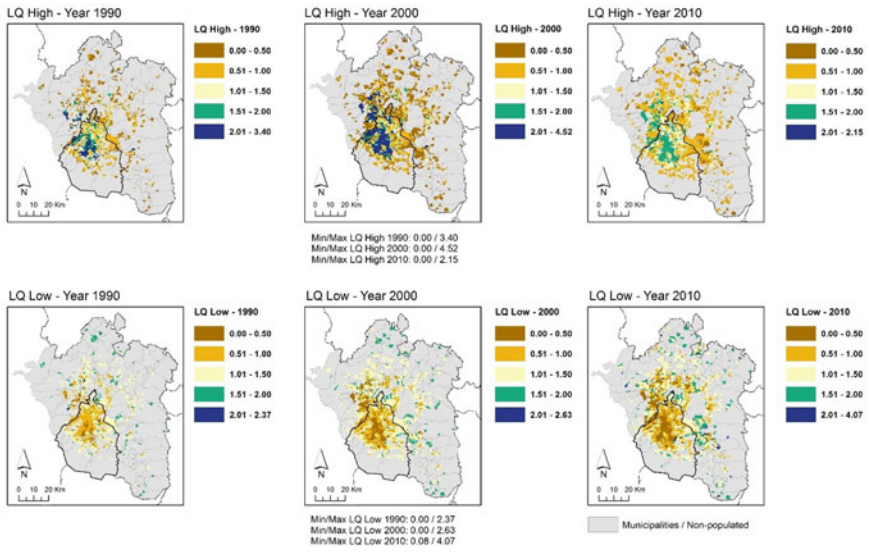 LQ High - Year 1990
LQ High - 1990
0.00 - 0.50
0.51 - 1.00
1.01 - 1.50
1.51 - 2.00
2.01 - 3.40
N
0 10 20 Km
LQ High - Year 2000
LQ High - 2000
0.00 - 0.50
0.51 - 1.00
1.01 - 1.50
1.51 - 2.00
2.01 - 4.52
N
0 10 20 Km
LQ High - Year 2010
LQ High - 2010
0.00 - 0.50
0.51 - 1.00
1.01 - 1.50
1.51 - 2.00
2.01 - 2.15
N
0 10 20 Km
Min/Max LQ High 1990: 0.00 / 3.40
Min/Max LQ High 2000: 0.00 / 4.52
Min/Max LQ High 2010: 0.00 / 2.15
LQ Low - Year 1990
LQ Low - 1990
0.00 - 0.50
0.51 - 1.00
1.01 - 1.50
1.51 - 2.00
2.01 - 2.37
N
0 10 20 Km
LQ Low - Year 2000
LQ Low - 2000
0.00 - 0.50
0.51 - 1.00
1.01 - 1.50
1.51 - 2.00
2.01 - 2.63
N
0 10 20 Km
LQ Low - Year 2010
LQ Low - 2010
0.00 - 0.50
0.51 - 1.00
1.01 - 1.50
1.51 - 2.00
2.01 - 4.07
N
0 10 20 Km
Min/Max LQ Low 1990: 0.00 / 2.37
Min/Max LQ Low 2000: 0.00 / 2.63
Min/Max LQ Low 2010: 0.08 / 4.07
Municipalities / Non-populated